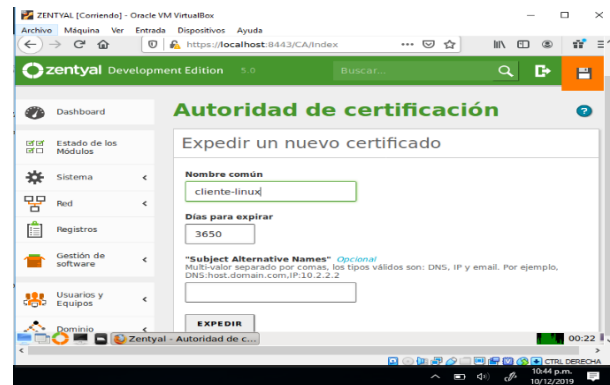 ZENTYAL [Corriendo] - Oracle VM VirtualBox
Archivo Máquina Ver Entrada Dispositivos Ayuda
https://localhost:8443/CA/Index
zentyal Development Edition 5.0 Buscar...
Dashboard
Estado de los Módulos
Sistema
Red
Registros
Gestión de software
Usuarios y Equipos
Dominio
Autoridad de certificación
Expedir un nuevo certificado
Nombre común
cliente-linux
Días para expirar
3650
"Subject Alternative Names" Opcional
Multi-valor separado por comas, los tipos válidos son: DNS, IP y email. Por ejemplo,
DNS:host.domain.com,IP:10.2.2.2
EXPEDIR
Zentyal - Autoridad de c...
00:22
CTRL DERECHA
10:44 p.m.
10/12/2019